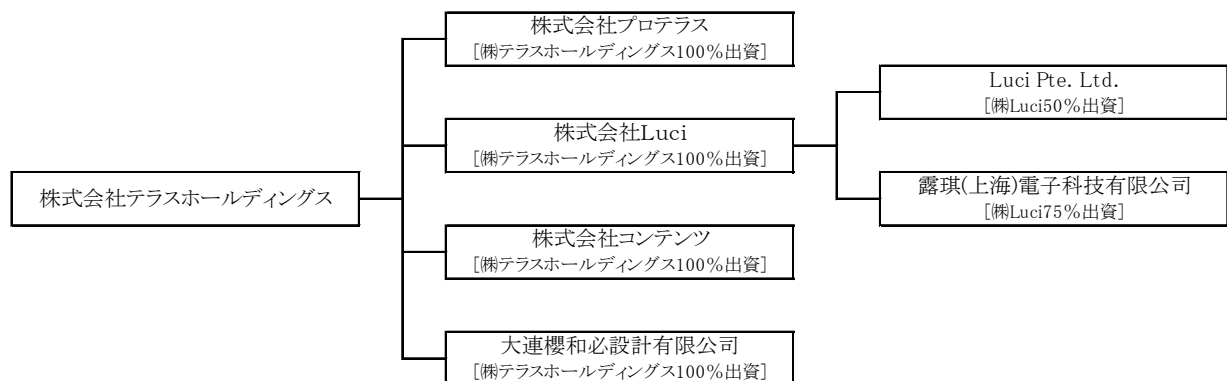 株式会社プロテラス
[㈱テラスホールディングス100%出資]
Luci Pte. Ltd.
[㈱Luci50%出資]
株式会社Luci
[㈱テラスホールディングス100%出資]
株式会社テラスホールディングス
露琪(上海)電子科技有限公司
[㈱Luci75%出資]
株式会社コンテンツ
[㈱テラスホールディングス100%出資]
大連櫻和必設計有限公司
[㈱テラスホールディングス100%出資]